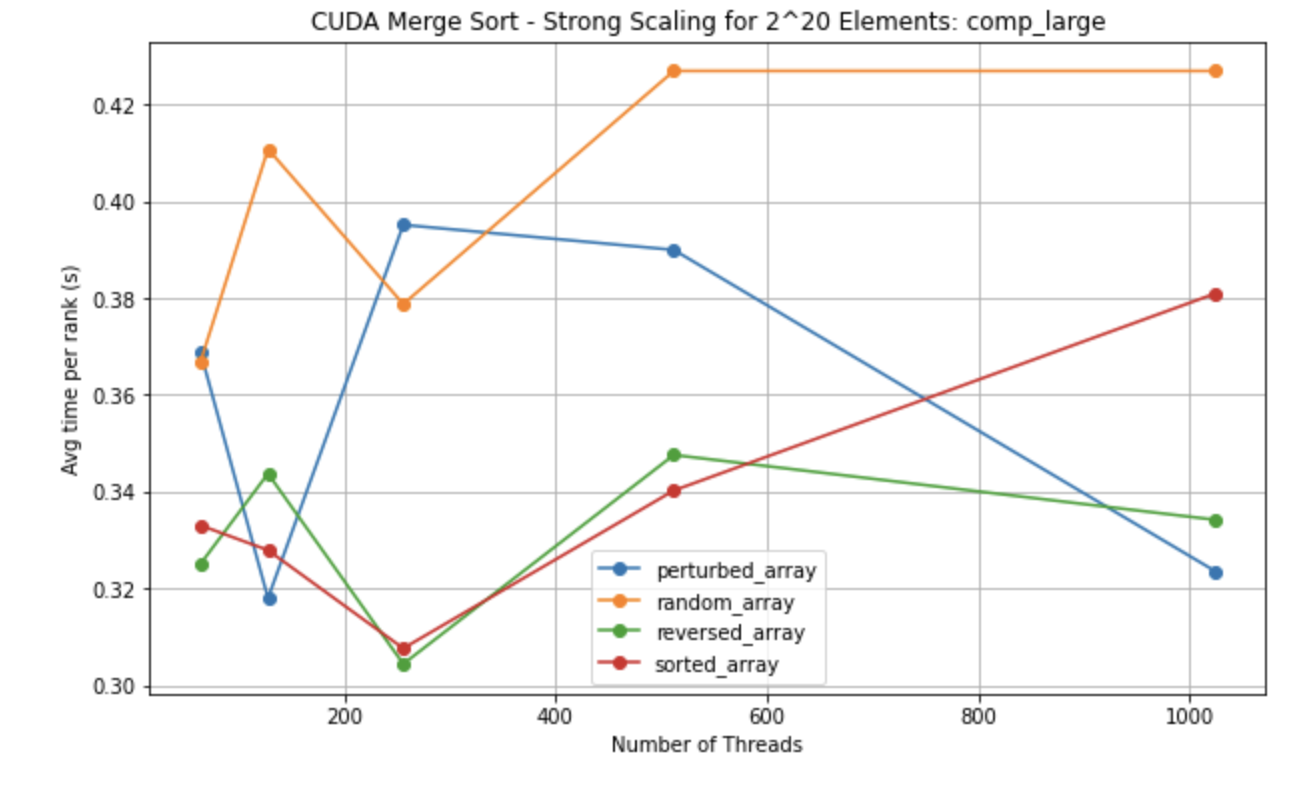 CUDA Merge Sort - Strong Scaling for 2^20 Elements: comp_large
Avg time per rank (s)
0.42
0.40
0.38
0.36
0.34
0.32
0.30
perturbed_array
random_array
reversed_array
sorted_array
200 400 600 800 1000
Number of Threads